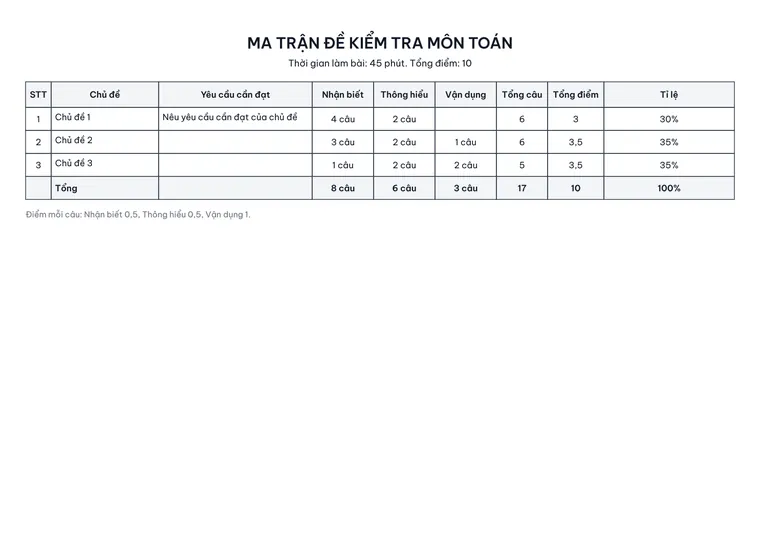 MA TRẬN ĐỀ KIỂM TRA MÔN TOÁN
Thời gian làm bài: 45 phút. Tổng điểm: 10
STT Chủ đề Yêu cầu cần đạt Nhận biết Thông hiểu Vận dụng Tổng câu Tổng điểm Tỉ lệ
1 Chủ đề 1 Nêu yêu cầu cần đạt của chủ đề 4 câu 2 câu 6 3 30%
2 Chủ đề 2 3 câu 2 câu 1 câu 6 3,5 35%
3 Chủ đề 3 1 câu 2 câu 2 câu 5 3,5 35%
Tổng 8 câu 6 câu 3 câu 17 10 100%
Điểm mỗi câu: Nhận biết 0,5, Thông hiểu 0,5, Vận dụng 1.